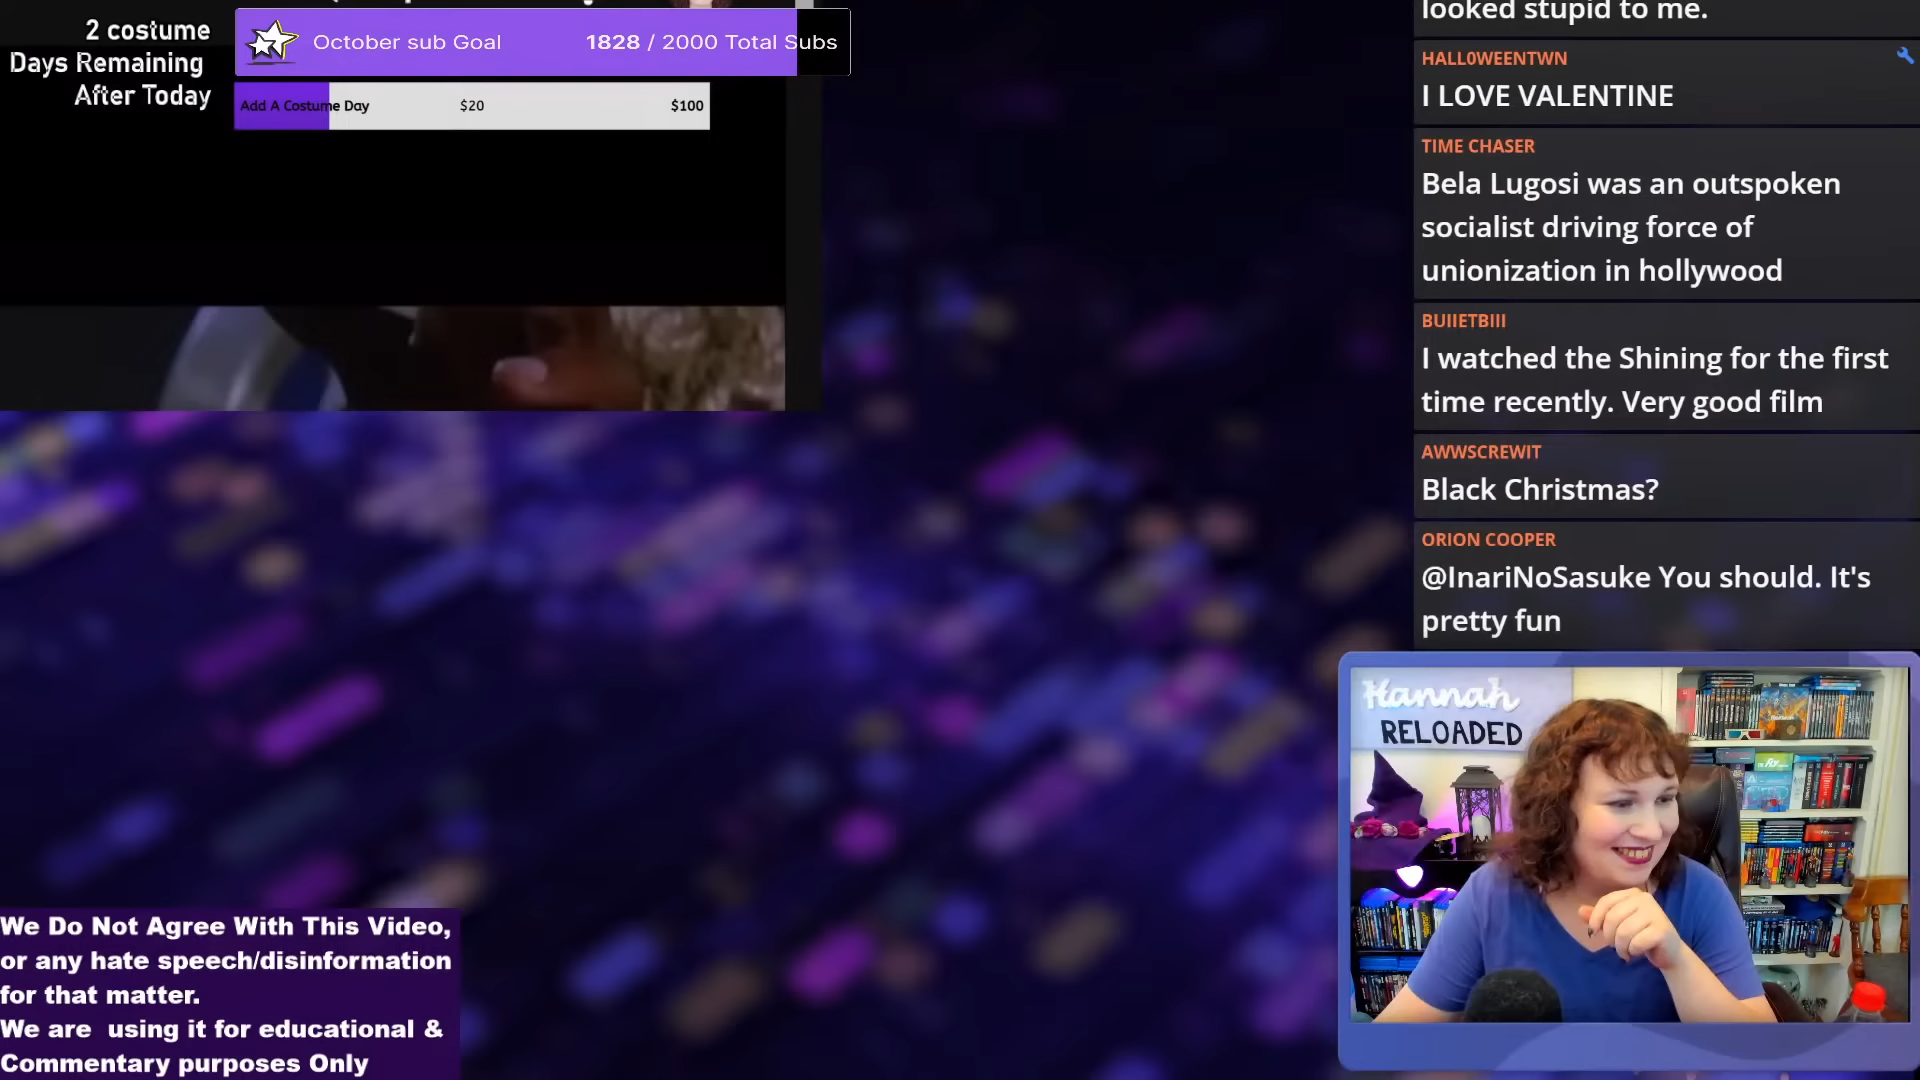 2 costume
Days Remaining
After Today
October sub Goal 1828 / 2000 Total Subs
Add A Costume Day $20 $100
looked stupid to me.
HALL0WEENTWN
I LOVE VALENTINE
TIME CHASER
Bela Lugosi was an outspoken
socialist driving force of
unionization in hollywood
BUIIETBIII
I watched the Shining for the first
time recently. Very good film
AWWSCREWIT
Black Christmas?
ORION COOPER
@InariNoSasuke You should. It's
pretty fun
Hannah
RELOADED
We Do Not Agree With This Video,
or any hate speech/disinformation
for that matter.
We are using it for educational &
Commentary purposes Only